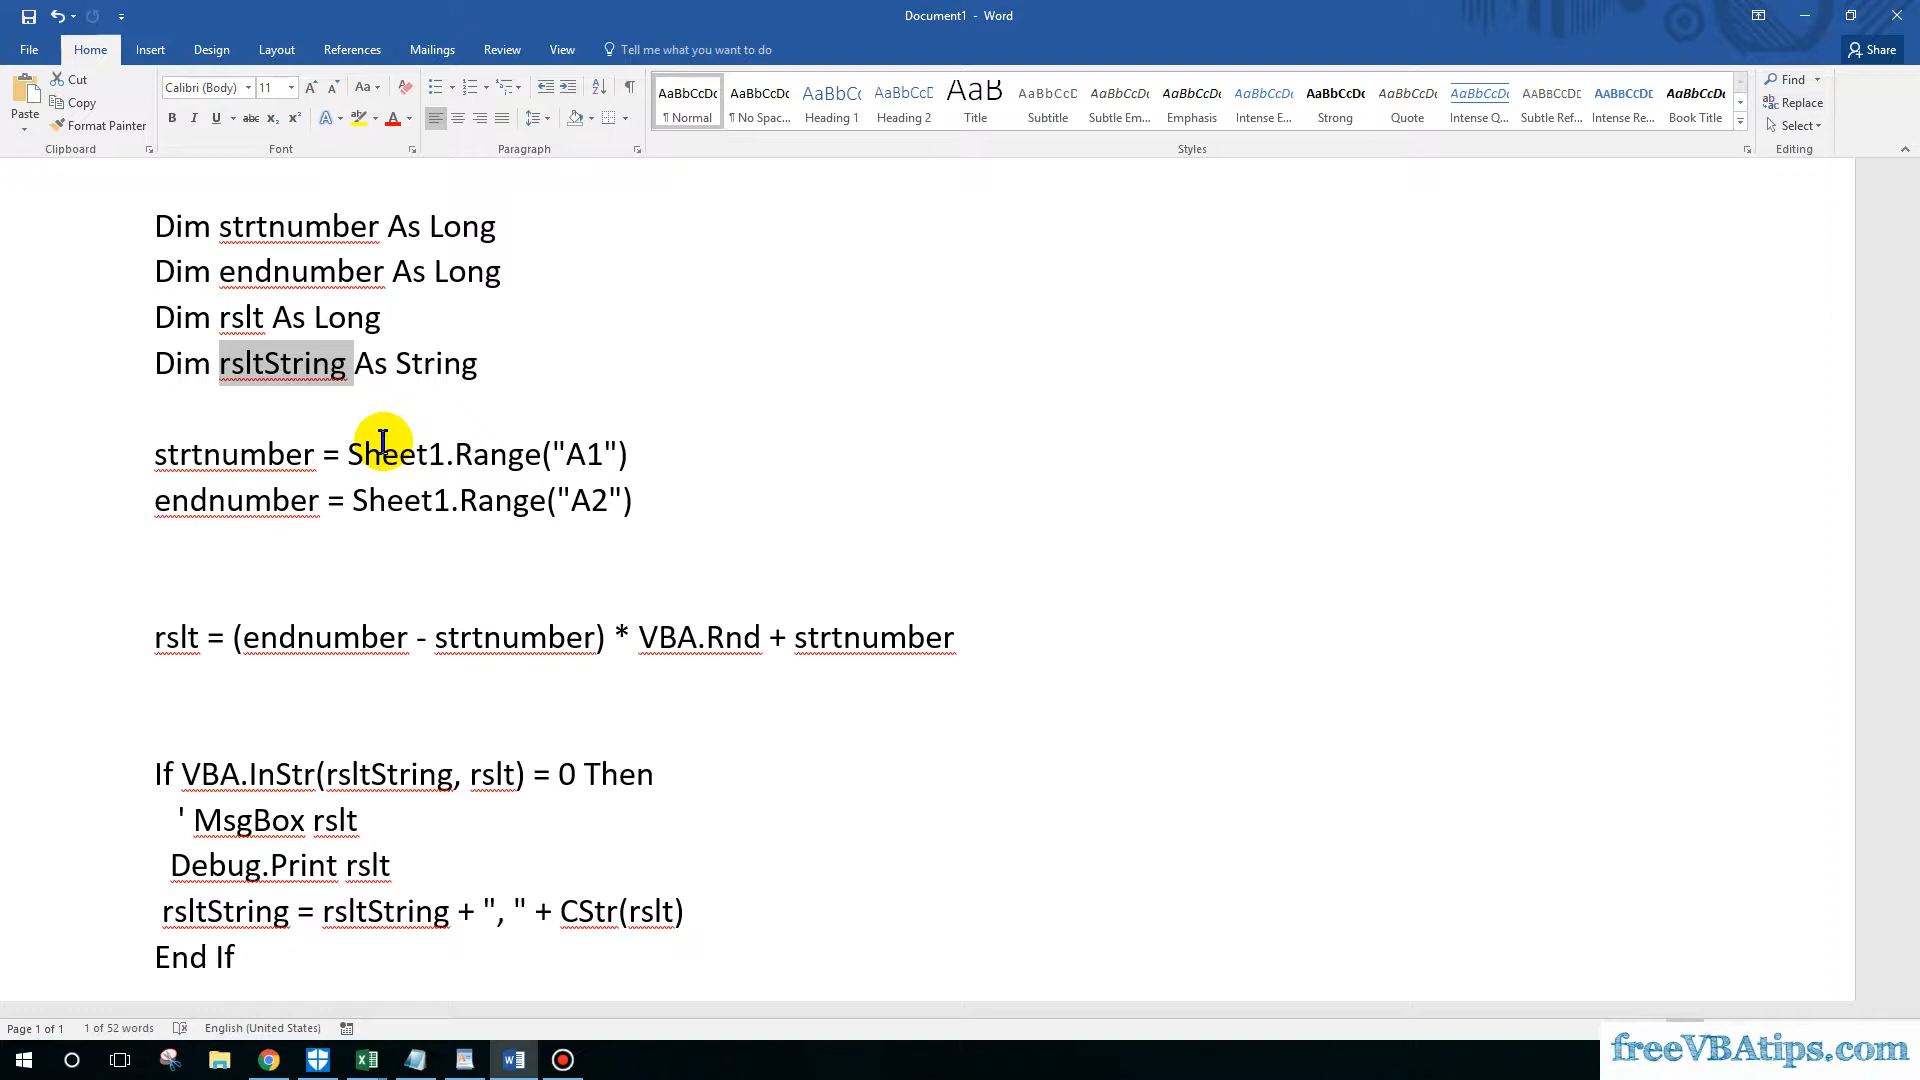 Document1 - Word
File Home Insert Design Layout References Mailings Review View Tell me what you want to do Share
Paste
Cut
Copy
Format Painter
Clipboard
Calibri (Body) 11
Font
Paragraph
AaBbCcDc AaBbCcDc AaBbCc AaBbCcD AaB AaBbCcD AaBbCcDc AaBbCcDc AaBbCcDc AaBbCcDc AaBbCcDc AaBbCcDc AaBbCcDc AaBbCcDc AaBbCcDc
¶ Normal ¶ No Spac... Heading 1 Heading 2 Title Subtitle Subtle Em... Emphasis Intense E... Strong Quote Intense Q... Subtle Ref... Intense Re... Book Title
Styles
Find
Replace
Select
Editing
Dim strtnumber As Long
Dim endnumber As Long
Dim rslt As Long
Dim rsltString As String
strtnumber = Sheet1.Range("A1")
endnumber = Sheet1.Range("A2")
rslt = (endnumber - strtnumber) * VBA.Rnd + strtnumber
If VBA.InStr(rsltString, rslt) = 0 Then
' MsgBox rslt
Debug.Print rslt
rsltString = rsltString + ", " + CStr(rslt)
End If
Page 1 of 1 1 of 52 words English (United States)
freeVBAtips.com